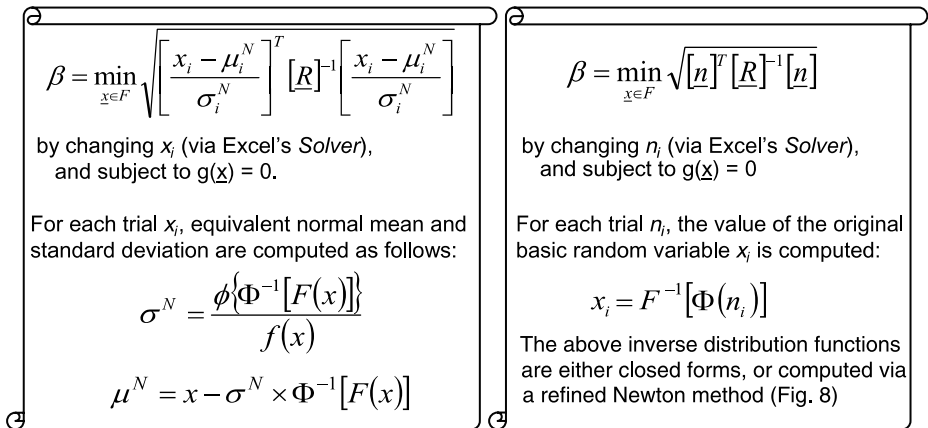 β = min_{x̲∈F} √([ (x_i − μ_i^N) / σ_i^N ]^T [R̲]^{-1} [ (x_i − μ_i^N) / σ_i^N ])
by changing x_i (via Excel's Solver),
and subject to g(x̲) = 0.
For each trial x_i, equivalent normal mean and
standard deviation are computed as follows:
σ^N = ϕ{Φ^{-1}[F(x)]} / f(x)
μ^N = x − σ^N × Φ^{-1}[F(x)]
β = min_{x̲∈F} √([n̲]^T [R̲]^{-1} [n̲])
by changing n_i (via Excel's Solver),
and subject to g(x̲) = 0
For each trial n_i, the value of the original
basic random variable x_i is computed:
x_i = F^{-1}[Φ(n_i)]
The above inverse distribution functions
are either closed forms, or computed via
a refined Newton method (Fig. 8)